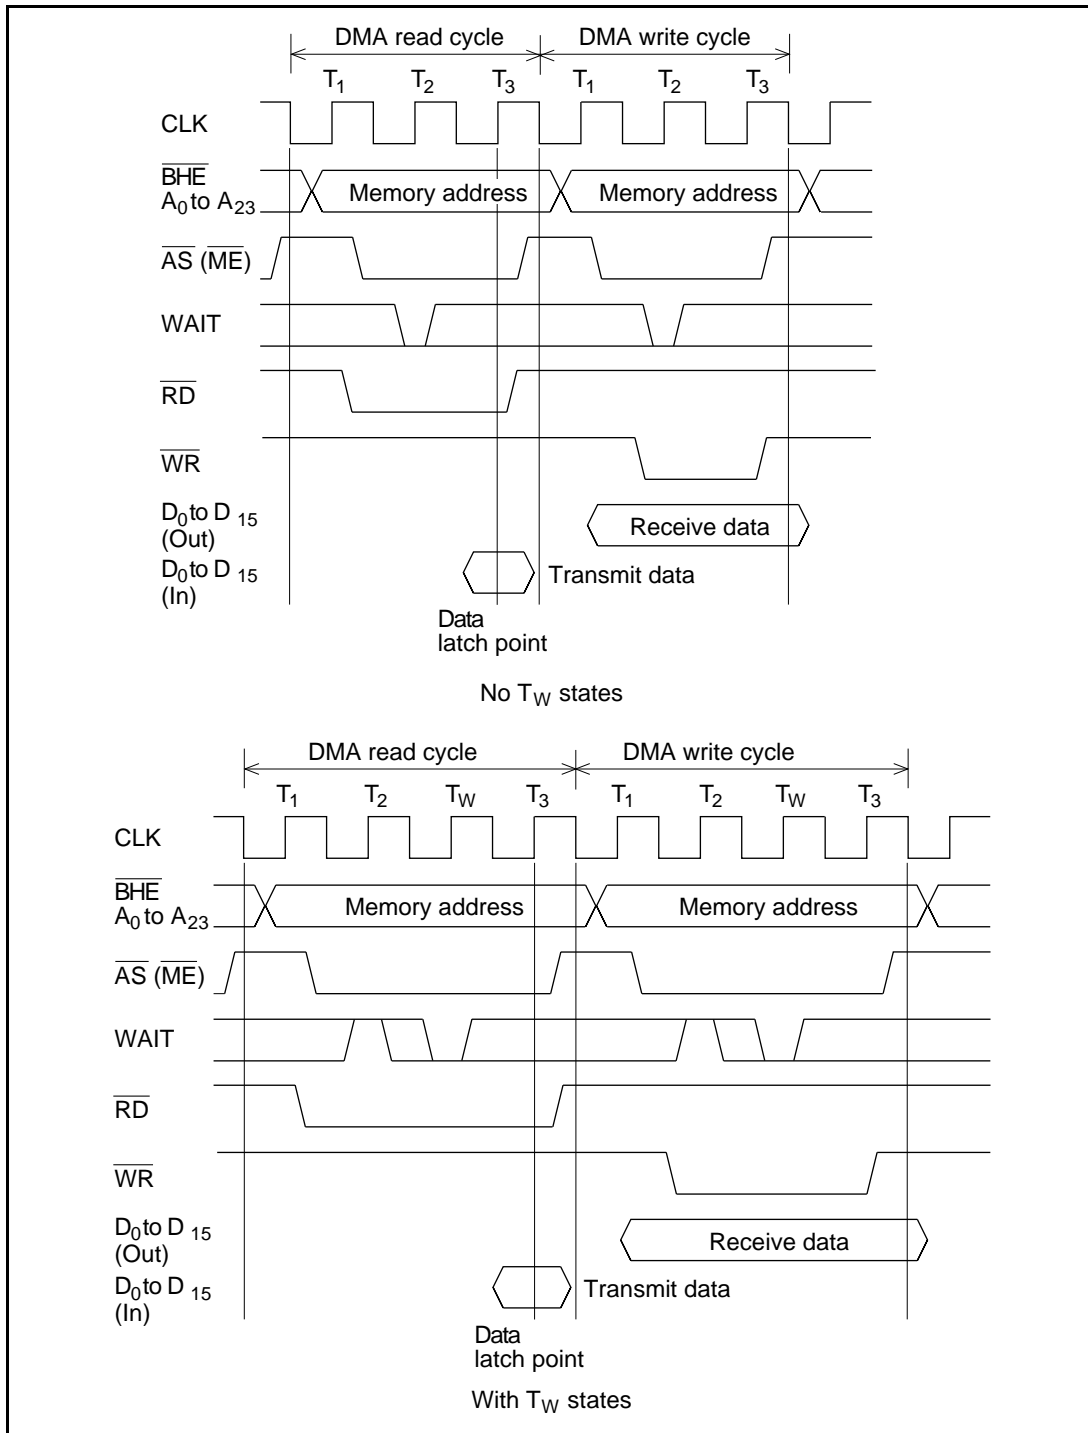 DMA read cycle DMA write cycle
T1 T2 T3 T1 T2 T3
CLK
BHE
A0 to A23 Memory address Memory address
AS (ME)
WAIT
RD
WR
D0 to D15
(Out) Receive data
D0 to D15
(In) Transmit data
Data
latch point
No TW states
DMA read cycle DMA write cycle
T1 T2 TW T3 T1 T2 TW T3
CLK
BHE
A0 to A23 Memory address Memory address
AS (ME)
WAIT
RD
WR
D0 to D15
(Out) Receive data
D0 to D15
(In) Transmit data
Data
latch point
With TW states